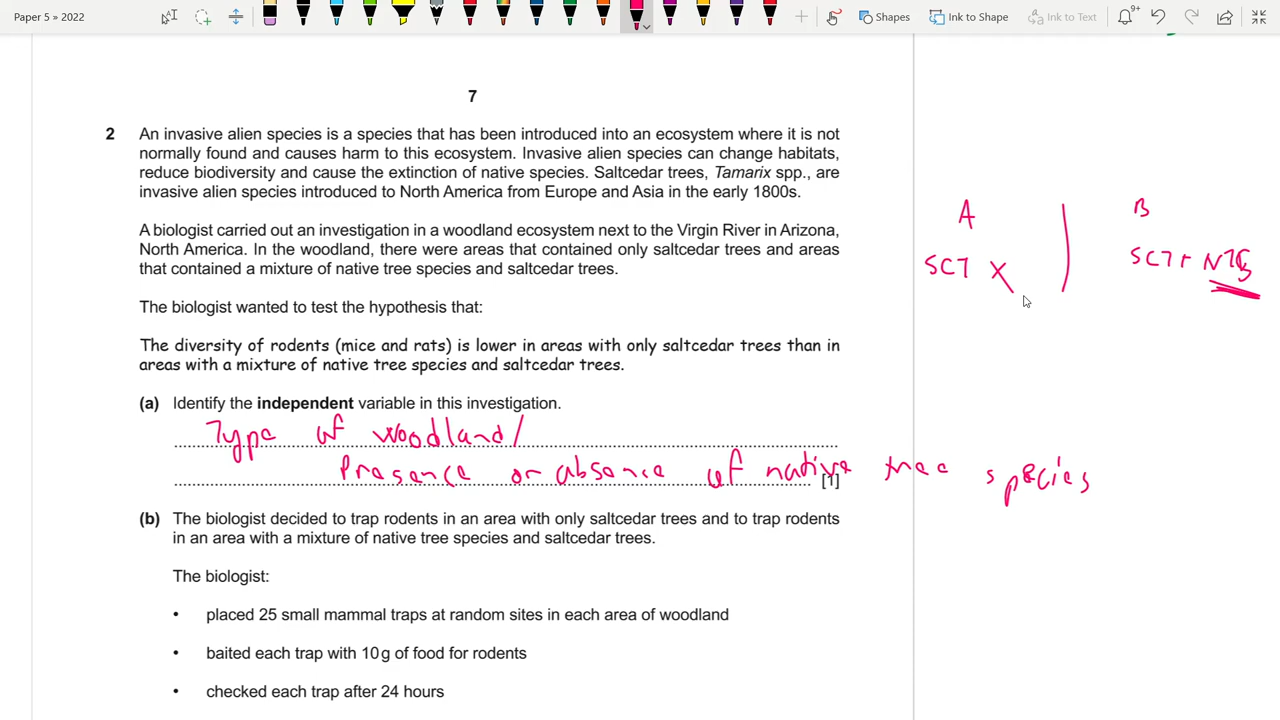 Paper 5 » 2022
Shapes
Ink to Shape
Ink to Text
9+
7
2 An invasive alien species is a species that has been introduced into an ecosystem where it is not
normally found and causes harm to this ecosystem. Invasive alien species can change habitats,
reduce biodiversity and cause the extinction of native species. Saltcedar trees, Tamarix spp., are
invasive alien species introduced to North America from Europe and Asia in the early 1800s.
A biologist carried out an investigation in a woodland ecosystem next to the Virgin River in Arizona,
North America. In the woodland, there were areas that contained only saltcedar trees and areas
that contained a mixture of native tree species and saltcedar trees.
The biologist wanted to test the hypothesis that:
The diversity of rodents (mice and rats) is lower in areas with only saltcedar trees than in
areas with a mixture of native tree species and saltcedar trees.
A B
SCT X SCT +
(a) Identify the independent variable in this investigation.
Type of woodland/
Presence or absence of native tree species
[1]
(b) The biologist decided to trap rodents in an area with only saltcedar trees and to trap rodents
in an area with a mixture of native tree species and saltcedar trees.
The biologist:
• placed 25 small mammal traps at random sites in each area of woodland
• baited each trap with 10g of food for rodents
• checked each trap after 24 hours